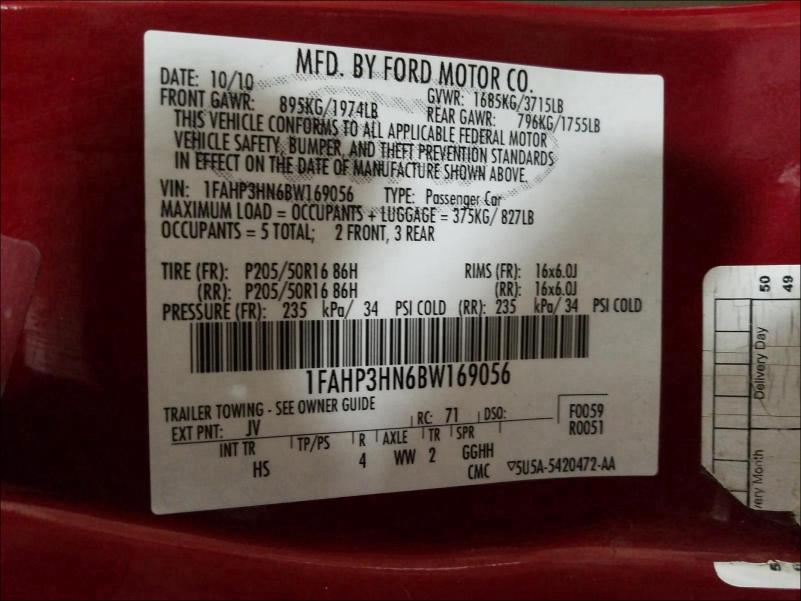 MFD. BY FORD MOTOR CO.
DATE: 10/10 GVWR: 1685KG/3715LB
FRONT GAWR: 895KG/1974LB REAR GAWR: 796KG/1755LB
THIS VEHICLE CONFORMS TO ALL APPLICABLE FEDERAL MOTOR
VEHICLE SAFETY, BUMPER, AND THEFT PREVENTION STANDARDS
IN EFFECT ON THE DATE OF MANUFACTURE SHOWN ABOVE.
VIN: 1FAHP3HN6BW169056 TYPE: Passenger Car
MAXIMUM LOAD = OCCUPANTS + LUGGAGE = 375KG/ 827LB
OCCUPANTS = 5 TOTAL; 2 FRONT, 3 REAR
TIRE (FR): P205/50R16 86H RIMS (FR): 16x6.0J
(RR): P205/50R16 86H (RR): 16x6.0J
PRESSURE (FR): 235 kPa/ 34 PSI COLD (RR): 235 kPa/ 34 PSI COLD
1FAHP3HN6BW169056
TRAILER TOWING - SEE OWNER GUIDE
EXT PNT: JV RC: 71 DSO: F0059
R0051
INT TR TP/PS R AXLE TR SPR
HS 4 WW 2 GGHH
CMC ▽5U5A-5420472-AA
50
49
Delivery Day
very Month